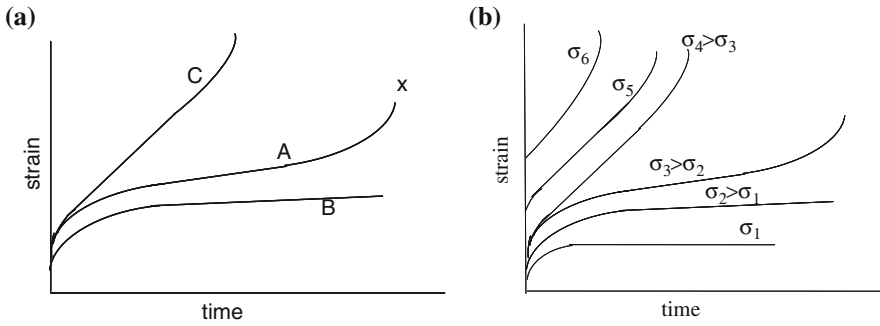 (a)
C
A
x
B
strain
time
(b)
σ₆
σ₅
σ₄>σ₃
σ₃>σ₂
σ₂>σ₁
σ₁
strain
time